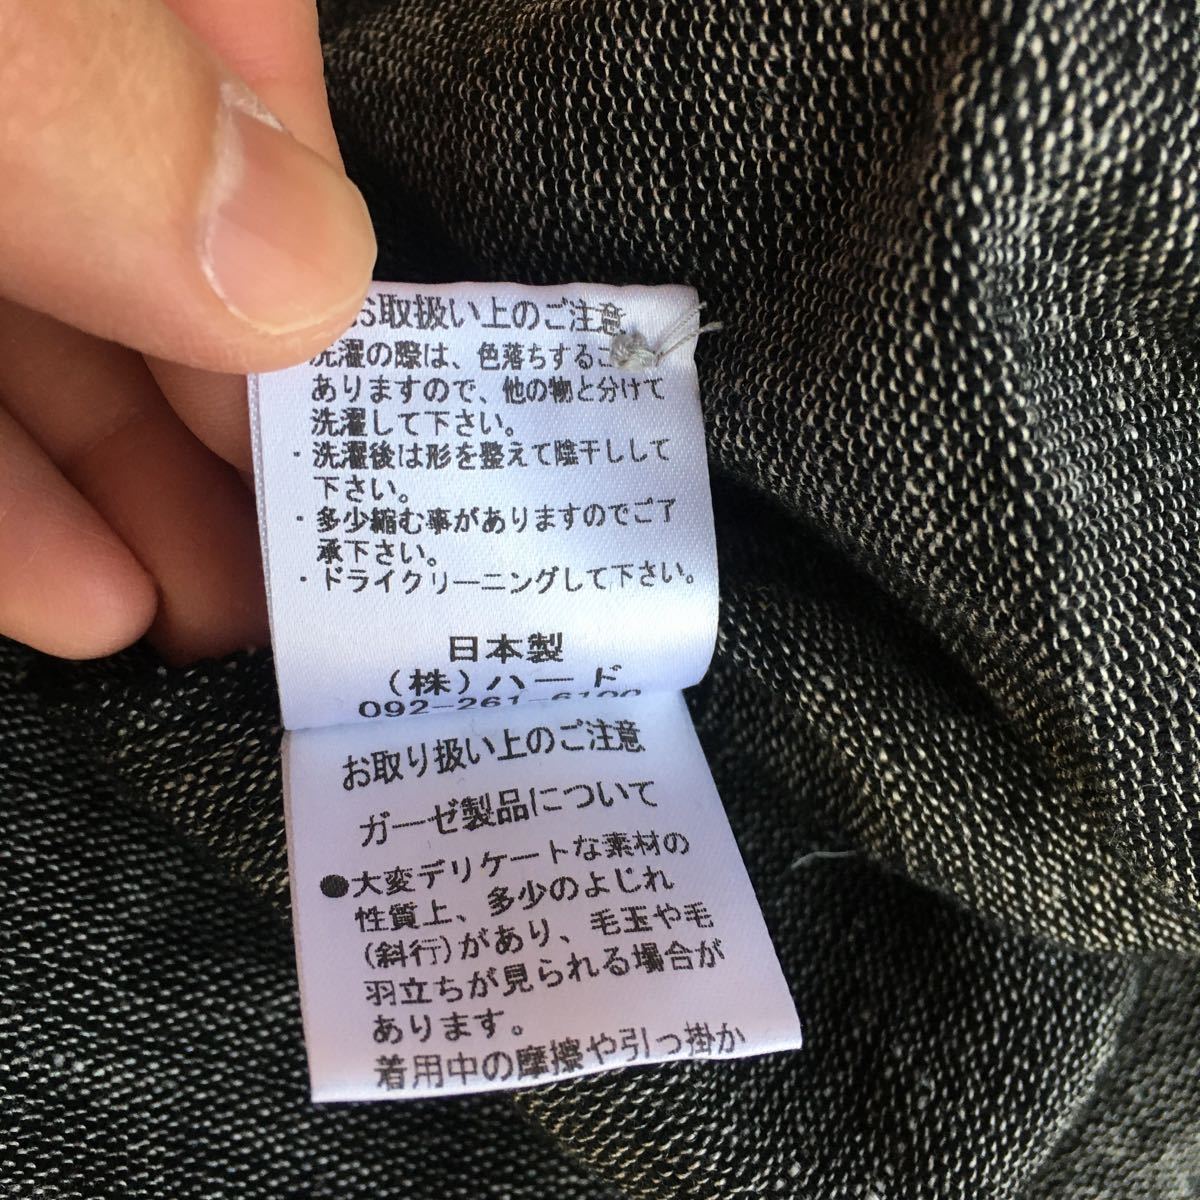 お取扱い上のご注意
洗濯の際は、色落ちするこ
ありますので、他の物と分けて
洗濯して下さい。
・洗濯後は形を整えて陰干しして
下さい。
・多少縮む事がありますのでご了
承下さい。
・ドライクリーニングして下さい。
日本製
(株)ハード
092-261-6100
お取り扱い上のご注意
ガーゼ製品について
●大変デリケートな素材の
性質上、多少のよじれ
(斜行)があり、毛玉や毛
羽立ちが見られる場合が
あります。
着用中の摩擦や引っ掛か